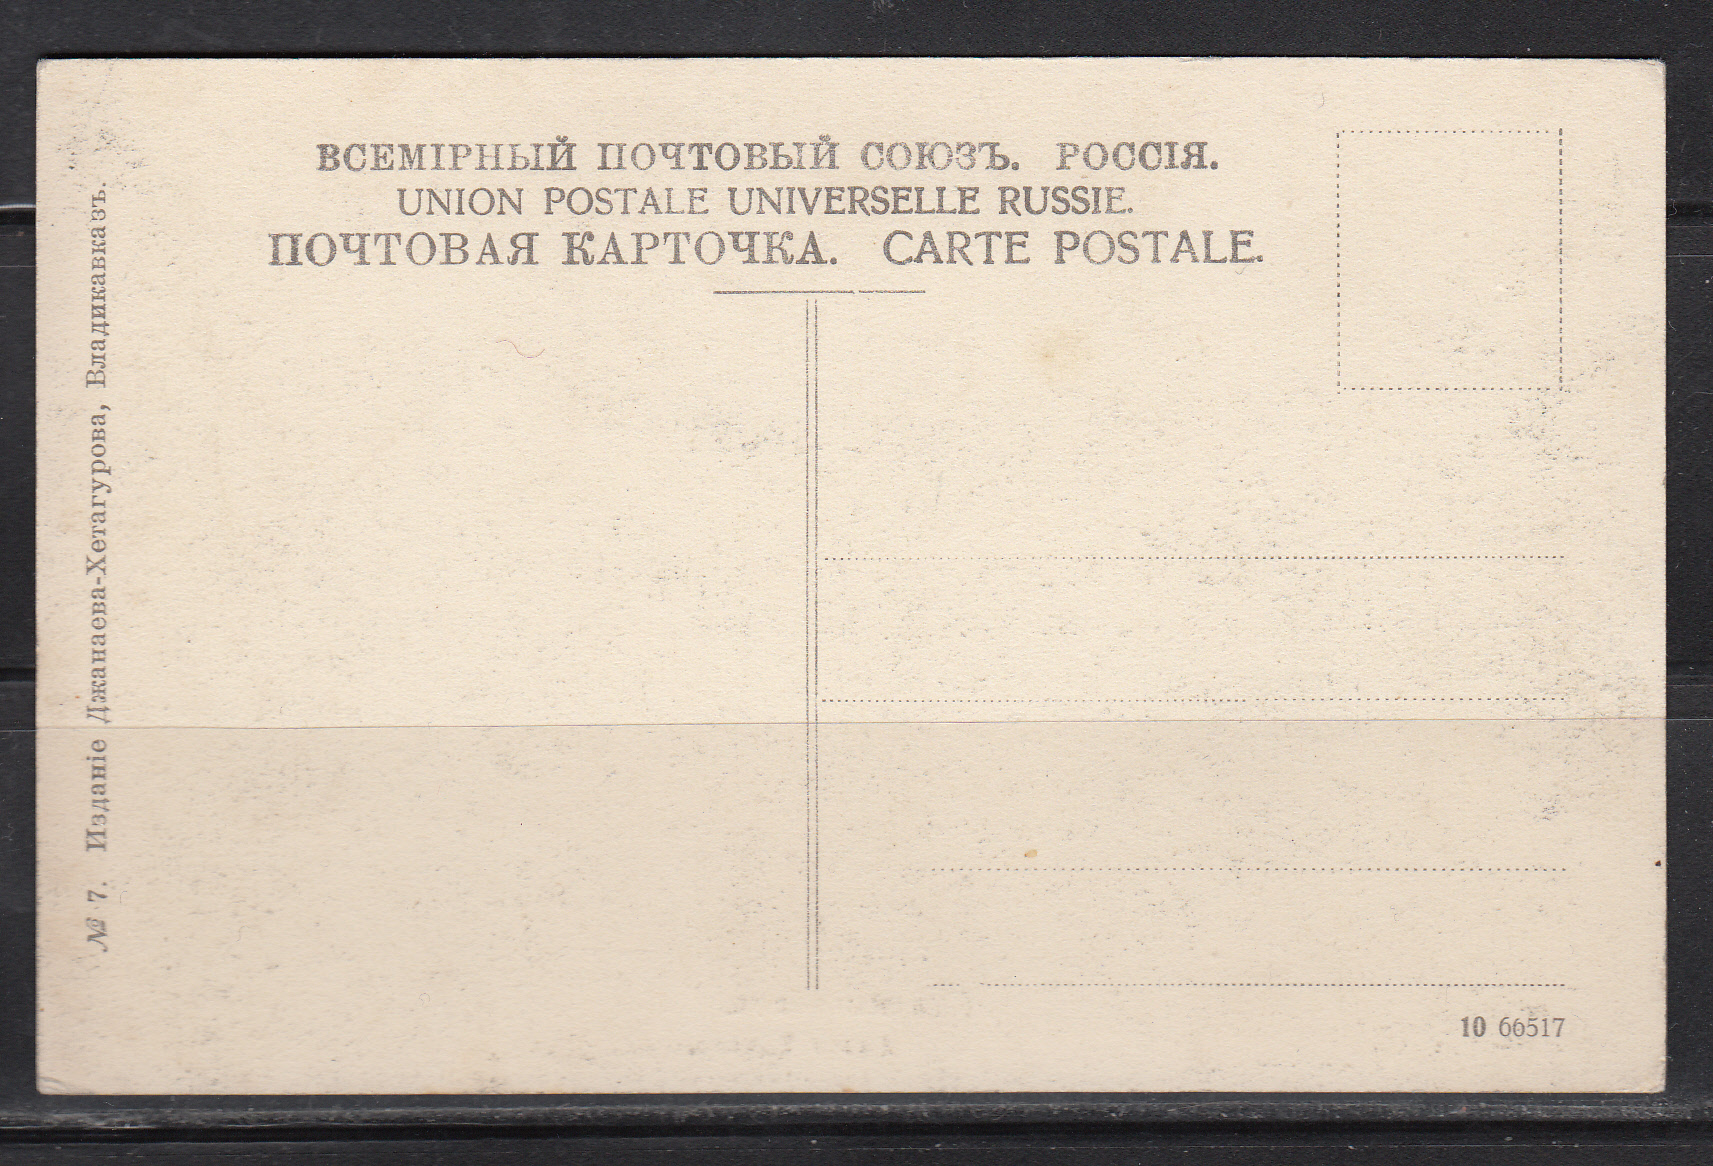 ВСЕМІРНЫЙ ПОЧТОВЫЙ СОЮЗЪ. РОССІЯ.
UNION POSTALE UNIVERSELLE RUSSIE.
ПОЧТОВАЯ КАРТОЧКА. CARTE POSTALE.
№ 7. Изданіе Джанаева-Хетагурова, Владикавказъ.
10 66517